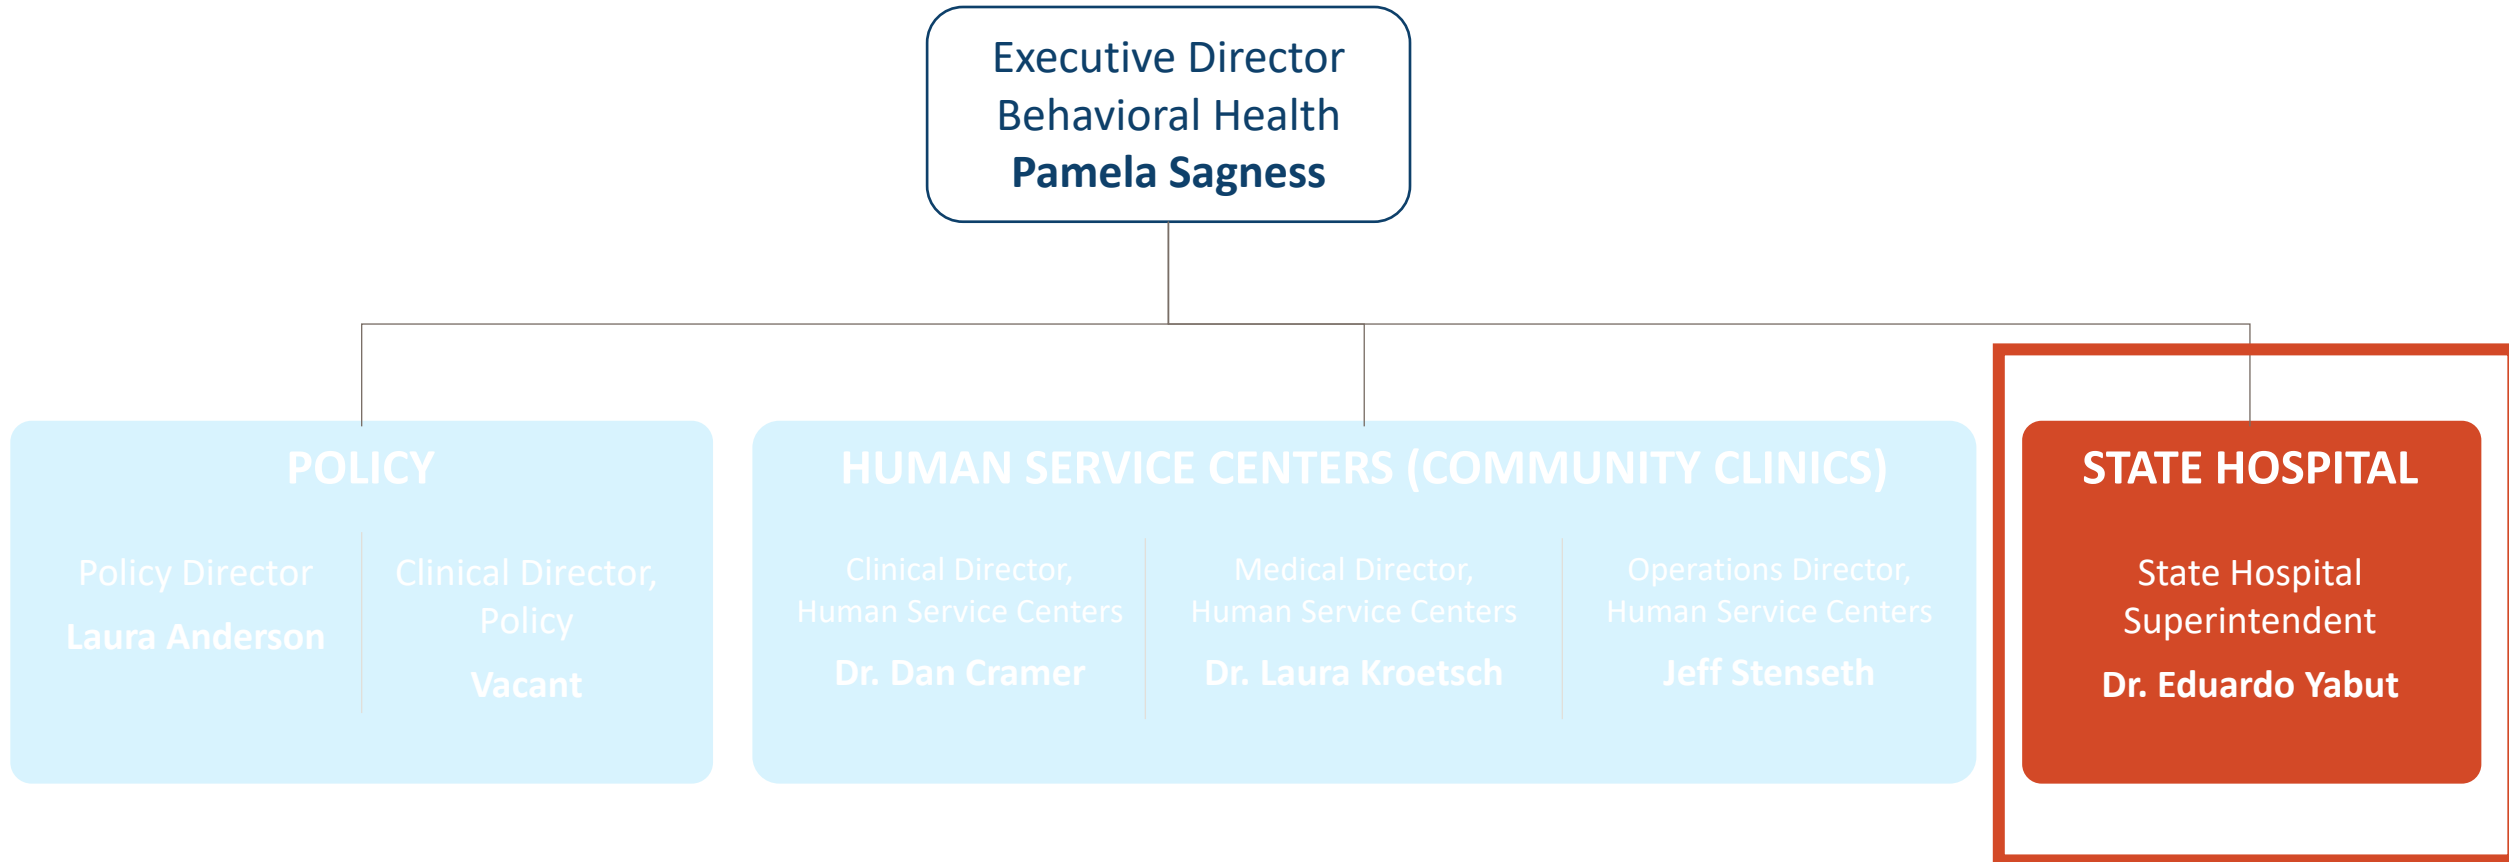 Executive Director
Behavioral Health
Pamela Sagness
POLICY
Policy Director
Laura Anderson
Clinical Director,
Policy
Vacant
HUMAN SERVICE CENTERS (COMMUNITY CLINICS)
Clinical Director,
Human Service Centers
Dr. Dan Cramer
Medical Director,
Human Service Centers
Dr. Laura Kroetsch
Operations Director,
Human Service Centers
Jeff Stenseth
STATE HOSPITAL
State Hospital
Superintendent
Dr. Eduardo Yabut